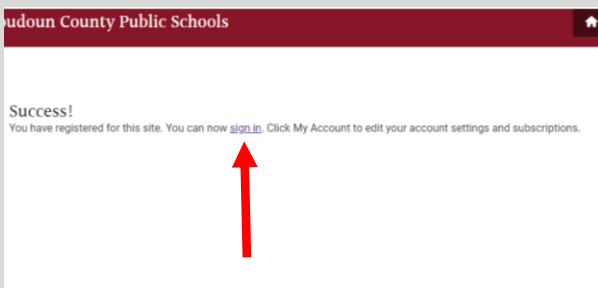 oudoun County Public Schools
Success!
You have registered for this site. You can now sign in. Click My Account to edit your account settings and subscriptions.